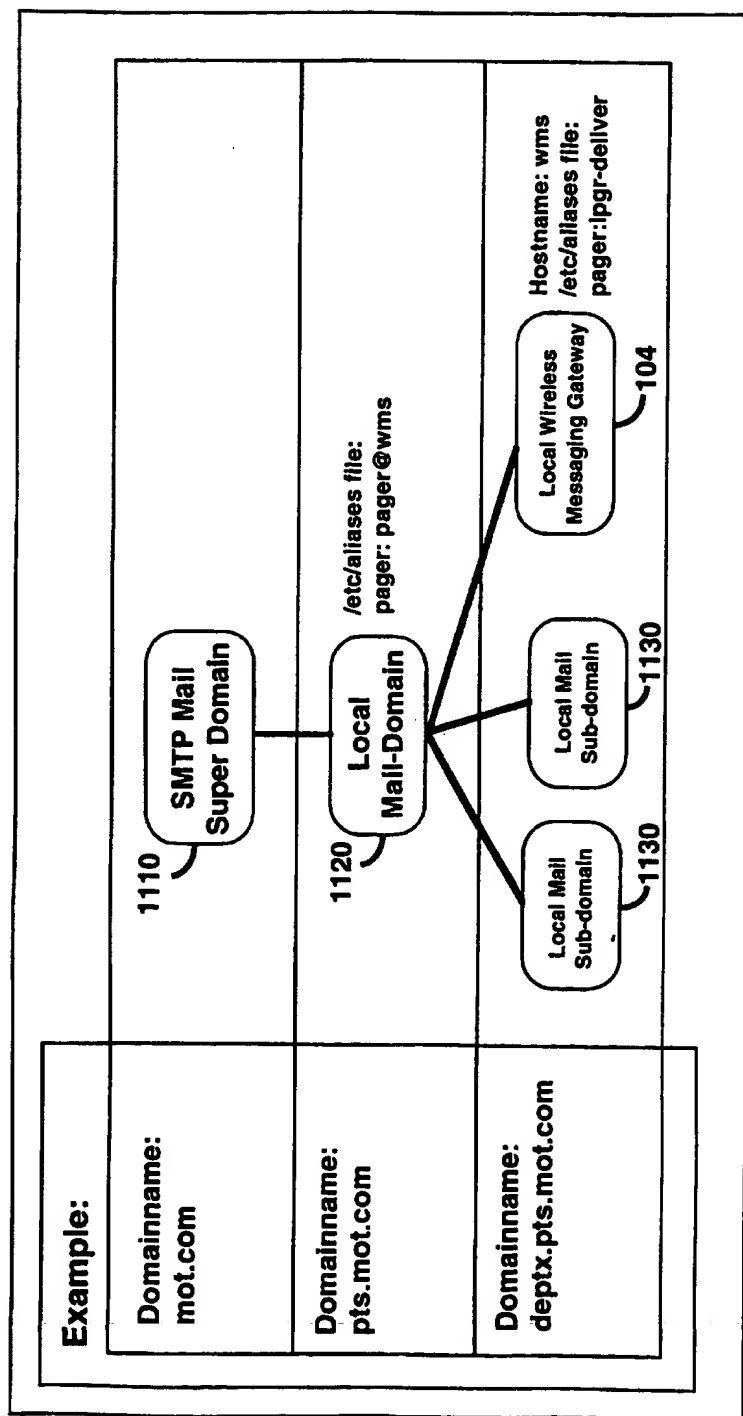 Example:
Domainname:
mot.com
SMTP Mail
Super Domain
1110
Domainname:
pts.mot.com
Local
Mail-Domain
1120
/etc/aliases file:
pager: pager@wms
Domainname:
deptx.pts.mot.com
Local Mail
Sub-domain
1130
Local Mail
Sub-domain
1130
Local Wireless
Messaging Gateway
104
Hostname: wms
/etc/aliases file:
pager:lpgr-deliver